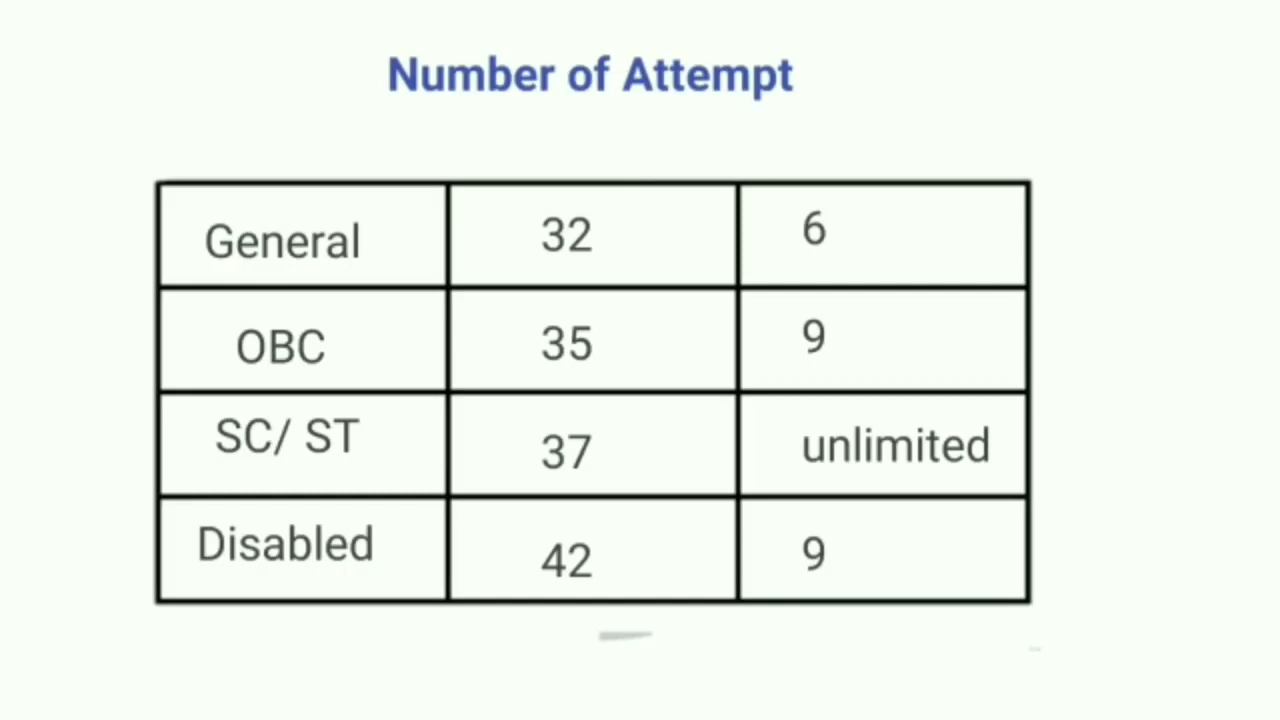 Number of Attempt
General 32 6
OBC 35 9
SC/ ST 37 unlimited
Disabled 42 9